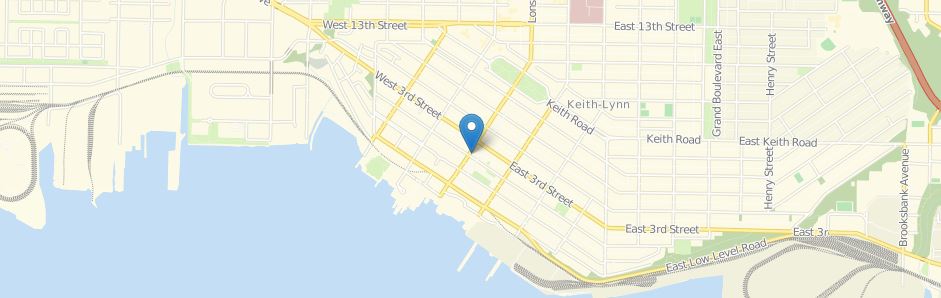 Lons
West 13th Street
East 13th Street
Grand Boulevard East
Henry Street
West 3rd Street
Keith-Lynn
Keith Road
Keith Road
East Keith Road
Henry Street
East 3rd Street
Brooksbank Avenue
East 3rd Street
East 3r
East Low Level Road